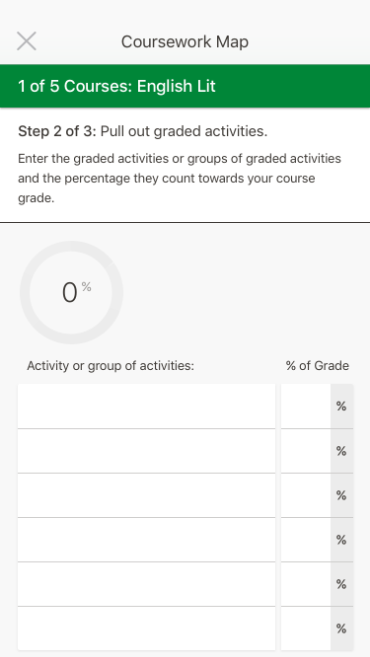 Coursework Map
1 of 5 Courses: English Lit
Step 2 of 3: Pull out graded activities.
Enter the graded activities or groups of graded activities
and the percentage they count towards your course
grade.
0 %
Activity or group of activities: % of Grade
%
%
%
%
%
%